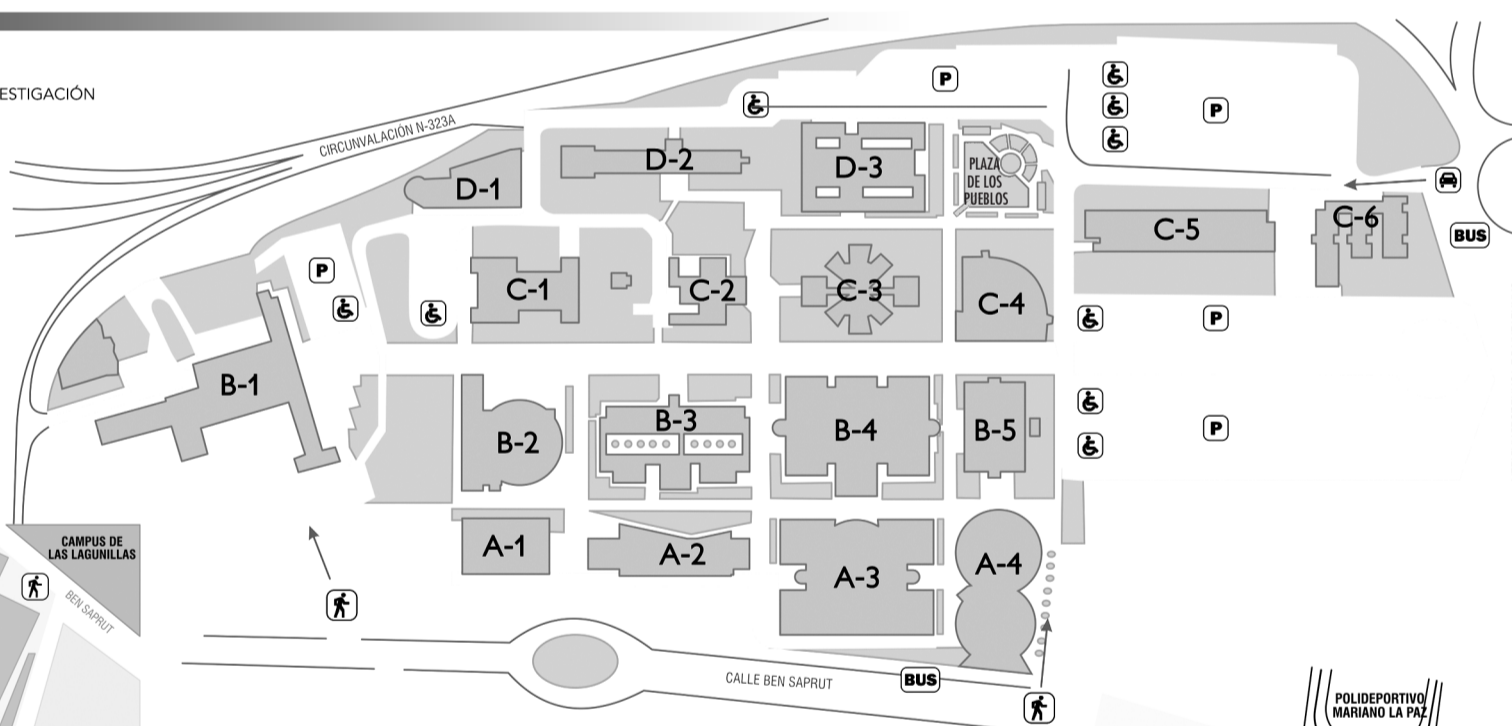 ESTIGACIÓN
CIRCUNVALACIÓN N-323A
P
P
D-1
D-2
D-3
PLAZA
DE LOS
PUEBLOS
C-5
C-6
BUS
P
C-1
C-2
C-3
C-4
P
B-1
B-2
B-3
B-4
B-5
P
A-1
A-2
A-3
A-4
CAMPUS DE
LAS LAGUNILLAS
BEN SAPRUT
CALLE BEN SAPRUT
BUS
POLIDEPORTIVO
MARIANO LA PAZ